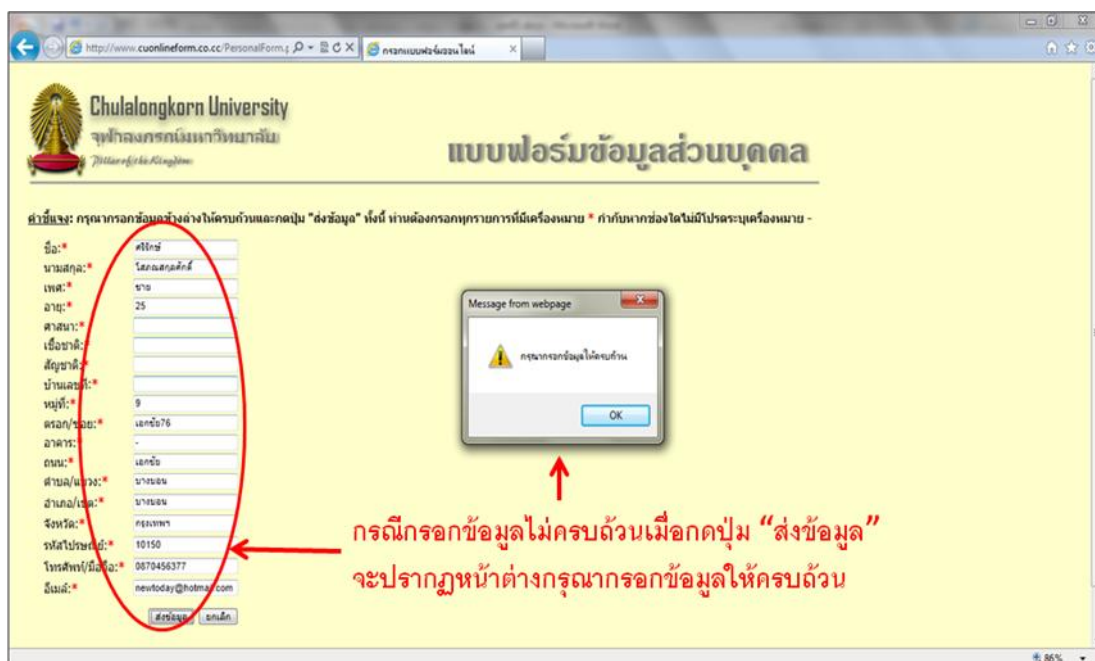 http://www.cuonlineform.co.cc/PersonalForm.
กรอกแบบฟอร์มออนไลน์
Chulalongkorn University
จุฬาลงกรณ์มหาวิทยาลัย
Pillar of the Kingdom
แบบฟอร์มข้อมูลส่วนบุคคล
คำชี้แจง: กรุณากรอกข้อมูลข้างล่างให้ครบถ้วนและกดปุ่ม "ส่งข้อมูล" ทั้งนี้ ท่านต้องกรอกทุกรายการที่มีเครื่องหมาย * กำกับหากช่องใดไม่มีโปรดระบุเครื่องหมาย -
ชื่อ:*
นามสกุล:* โสภณสกุลศักดิ์
เพศ:* ชาย
อายุ:* 25
ศาสนา:*
เชื้อชาติ:*
สัญชาติ:*
บ้านเลขที่:*
หมู่ที่:* 9
ตรอก/ซอย:* เอกชัย76
อาคาร:* -
ถนน:* เอกชัย
ตำบล/แขวง:* บางบอน
อำเภอ/เขต:* บางบอน
จังหวัด:* กรุงเทพฯ
รหัสไปรษณีย์:* 10150
โทรศัพท์/มือถือ:* 0870456377
อีเมล์:* newtoday@hotmail.com
ส่งข้อมูล ยกเลิก
Message from webpage
กรุณากรอกข้อมูลให้ครบถ้วน
OK
กรณีกรอกข้อมูลไม่ครบถ้วนเมื่อกดปุ่ม “ส่งข้อมูล”
จะปรากฏหน้าต่างกรุณากรอกข้อมูลให้ครบถ้วน
86%